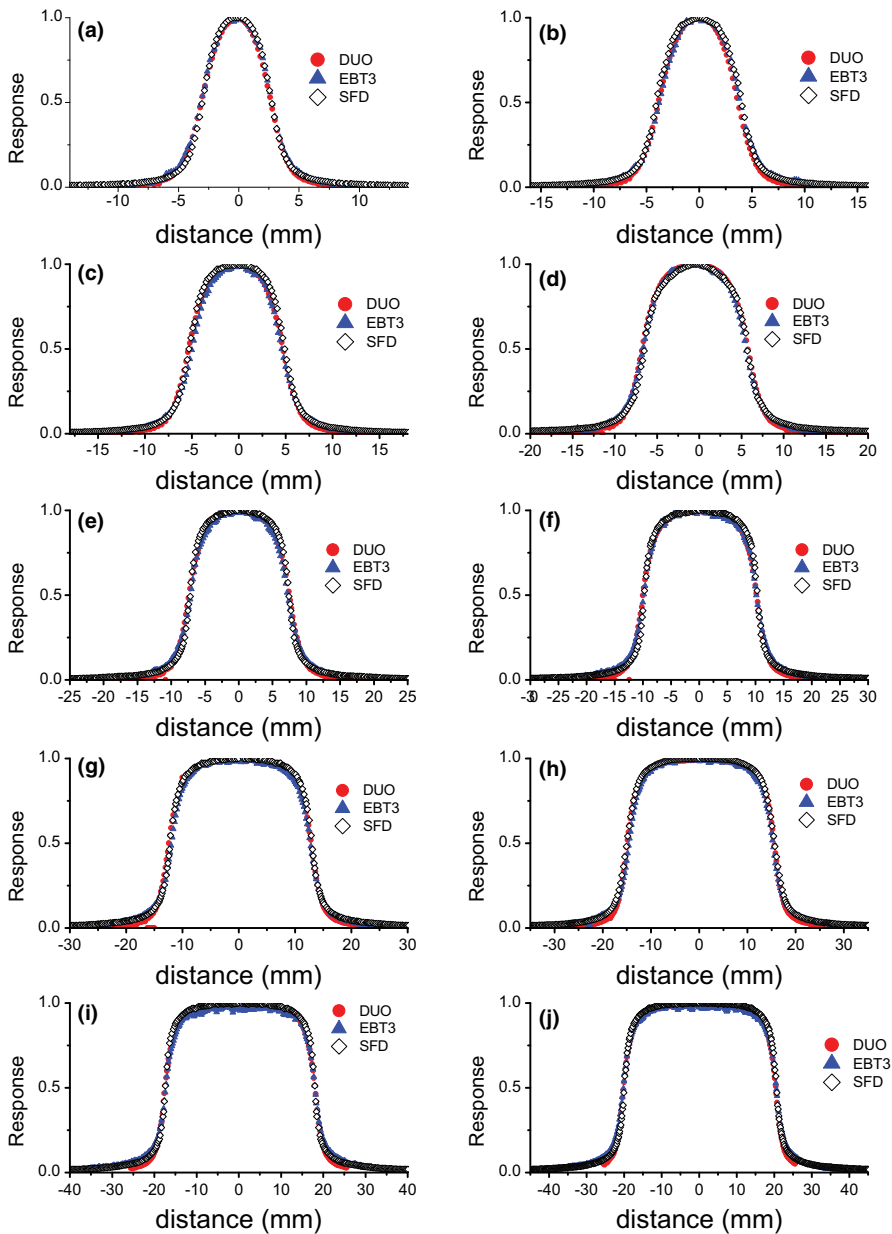 (a)
1.0
0.5
0.0
Response
DUO
EBT3
SFD
-10 -5 0 5 10
distance (mm)
(b)
1.0
0.5
0.0
Response
DUO
EBT3
SFD
-15 -10 -5 0 5 10 15
distance (mm)
(c)
1.0
0.5
0.0
Response
DUO
EBT3
SFD
-15 -10 -5 0 5 10 15
distance (mm)
(d)
1.0
0.5
0.0
Response
DUO
EBT3
SFD
-20 -15 -10 -5 0 5 10 15 20
distance (mm)
(e)
1.0
0.5
0.0
Response
DUO
EBT3
SFD
-25 -20 -15 -10 -5 0 5 10 15 20 25
distance (mm)
(f)
1.0
0.5
0.0
Response
DUO
EBT3
SFD
-30 -25 -20 -15 -10 -5 0 5 10 15 20 25 30
distance (mm)
(g)
1.0
0.5
0.0
Response
DUO
EBT3
SFD
-30 -20 -10 0 10 20 30
distance (mm)
(h)
1.0
0.5
0.0
Response
DUO
EBT3
SFD
-30 -20 -10 0 10 20 30
distance (mm)
(i)
1.0
0.5
0.0
Response
DUO
EBT3
SFD
-40 -30 -20 -10 0 10 20 30 40
distance (mm)
(j)
1.0
0.5
0.0
Response
DUO
EBT3
SFD
-40 -30 -20 -10 0 10 20 30 40
distance (mm)